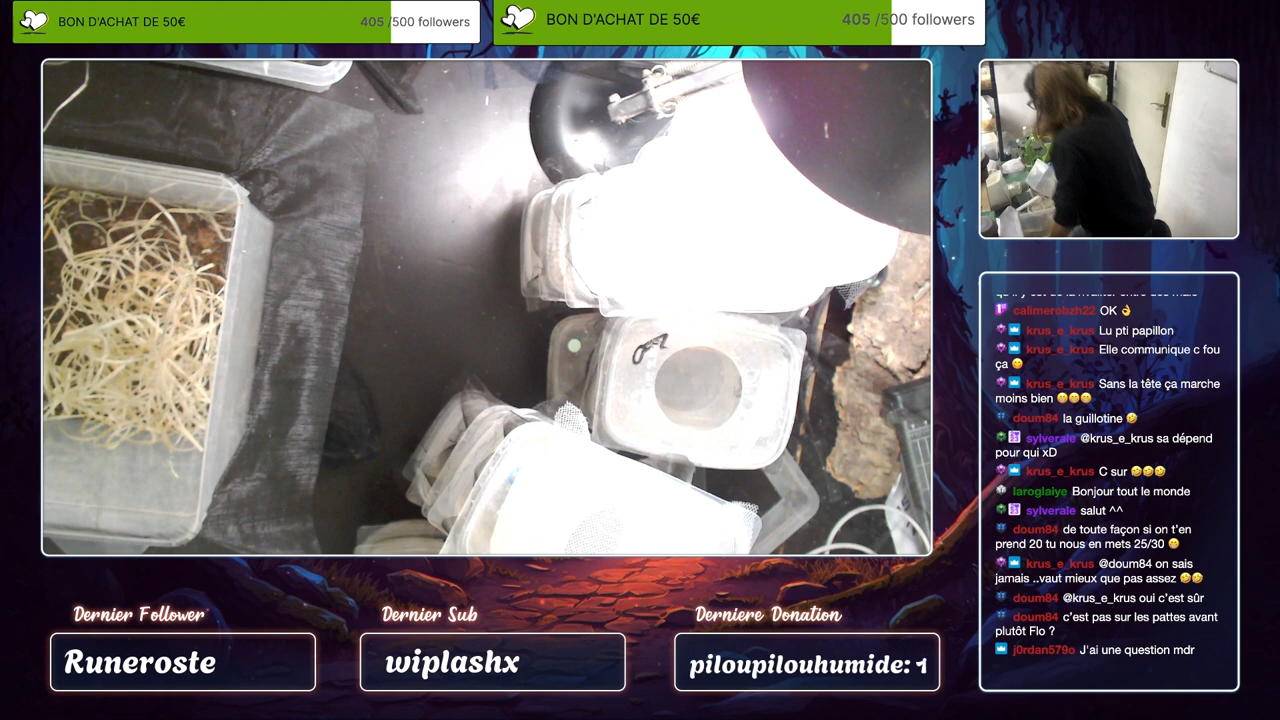 BON D'ACHAT DE 50€ 405 /500 followers
BON D'ACHAT DE 50€ 405 /500 followers
calimerobzh22 OK 👌
krus_e_krus Lu pti papillon
krus_e_krus Elle communique c fou
ça 😋
krus_e_krus Sans la tête ça marche
moins bien 😁😁😁
doum84 la guillotine 🤣
sylverale @krus_e_krus sa dépend
pour qui xD
krus_e_krus C sur 🤣🤣🤣
laroglaiye Bonjour tout le monde
sylverale salut ^^
doum84 de toute façon si on t'en
prend 20 tu nous en mets 25/30 😁
krus_e_krus @doum84 on sais
jamais ..vaut mieux que pas assez 🤣🤣
doum84 @krus_e_krus oui c'est sûr
doum84 c'est pas sur les pattes avant
plutôt Flo ?
j0rdan579o J'ai une question mdr
Dernier Follower
Runeroste
Dernier Sub
wiplashx
Derniere Donation
piloupilouhumide: 1